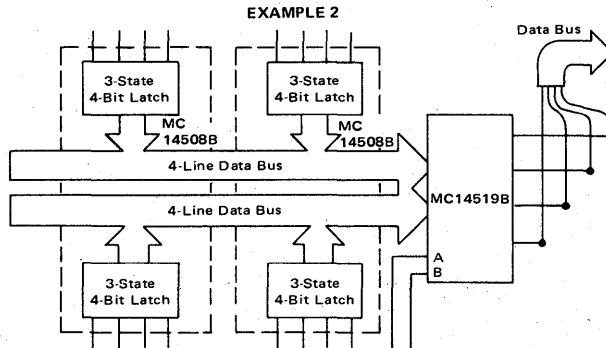 EXAMPLE 2
Data Bus
3-State
4-Bit Latch
3-State
4-Bit Latch
MC
14508B
MC
14508B
4-Line Data Bus
MC14519B
4-Line Data Bus
A
B
3-State
4-Bit Latch
3-State
4-Bit Latch